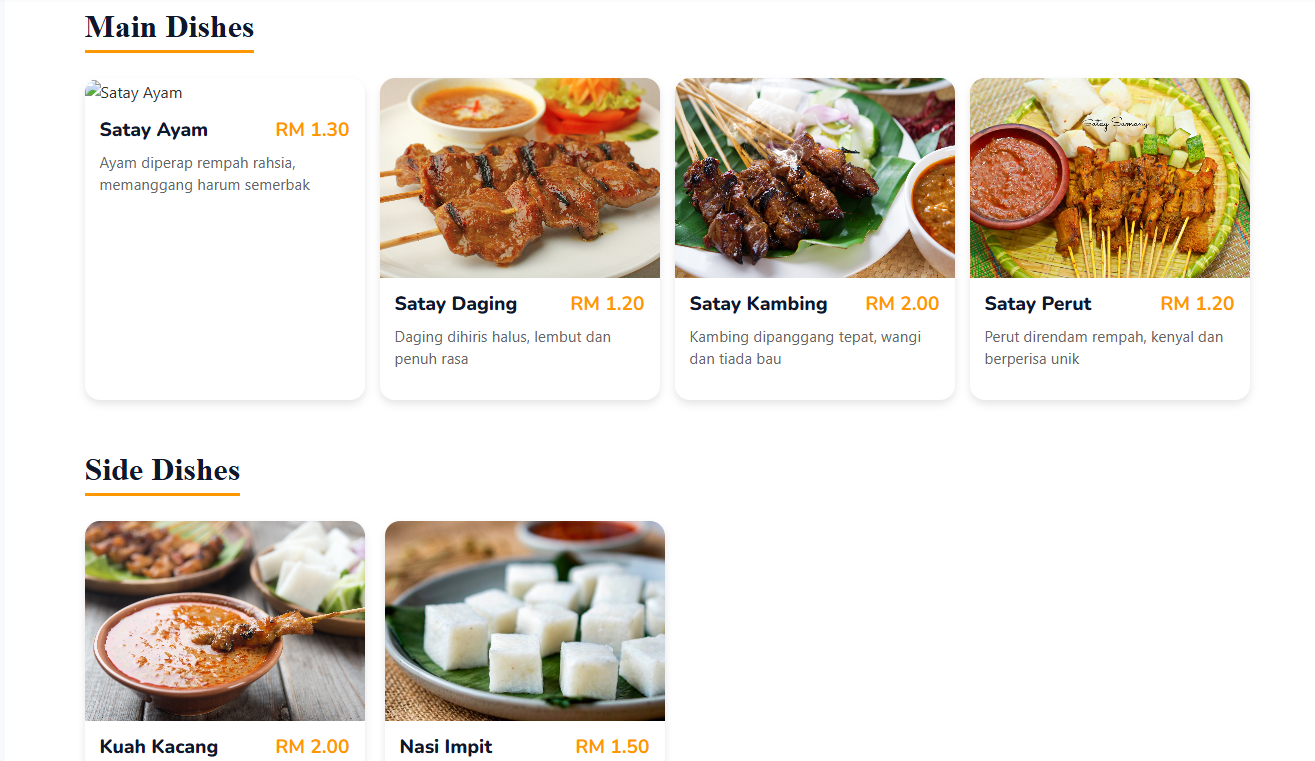 Main Dishes
Satay Ayam
Satay Ayam RM 1.30
Ayam diperap rempah rahsia,
memanggang harum semerbak
Satay Daging RM 1.20
Daging dihiris halus, lembut dan
penuh rasa
Satay Kambing RM 2.00
Kambing dipanggang tepat, wangi
dan tiada bau
Satay Perut RM 1.20
Perut direndam rempah, kenyal dan
berperisa unik
Side Dishes
Kuah Kacang RM 2.00
Nasi Impit RM 1.50